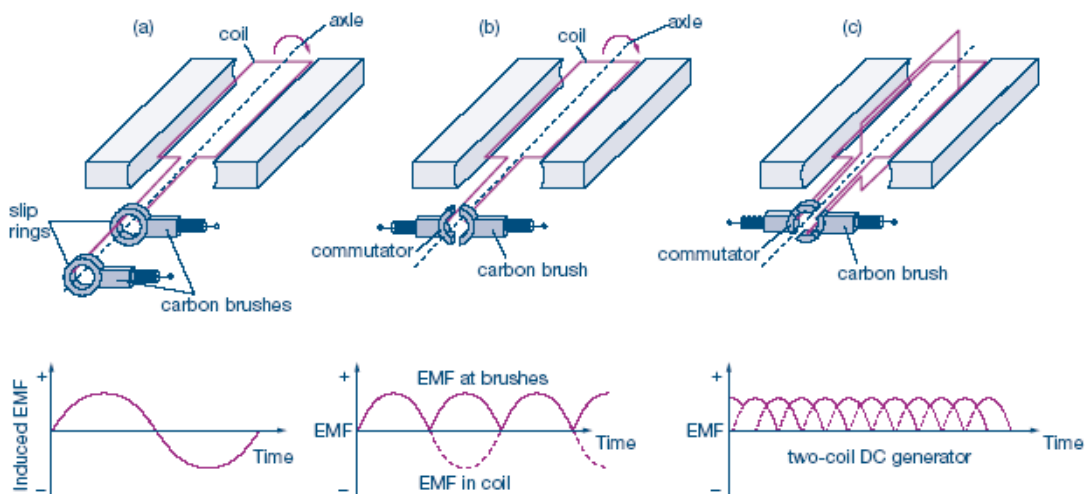 (a)
coil
axle
slip
rings
carbon brushes
(b)
coil
axle
commutator
carbon brush
(c)
commutator
carbon brush
Induced EMF
+
−
Time
+
EMF
−
EMF at brushes
Time
EMF in coil
+
EMF
−
Time
two-coil DC generator